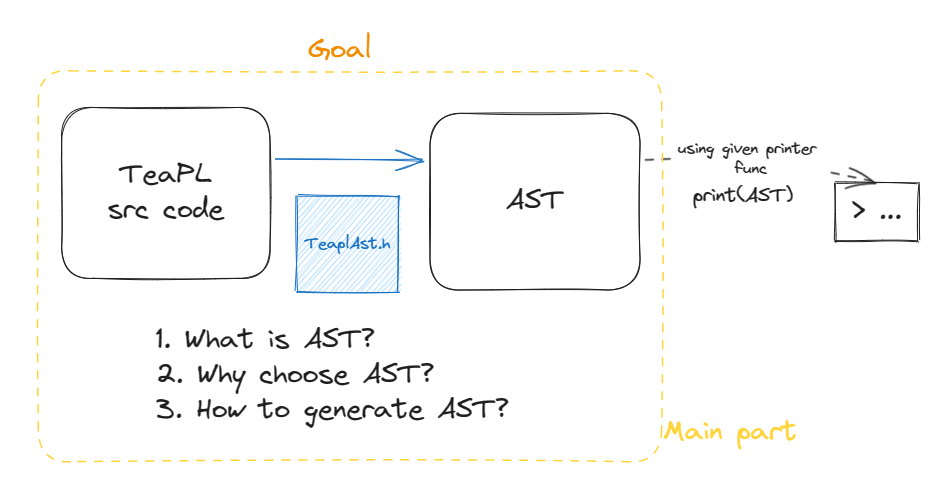 Goal
TeaPL
src code
TeaplAst.h
AST
using given printer
func
print(AST)
> ...
1. What is AST?
2. Why choose AST?
3. How to generate AST?
Main part